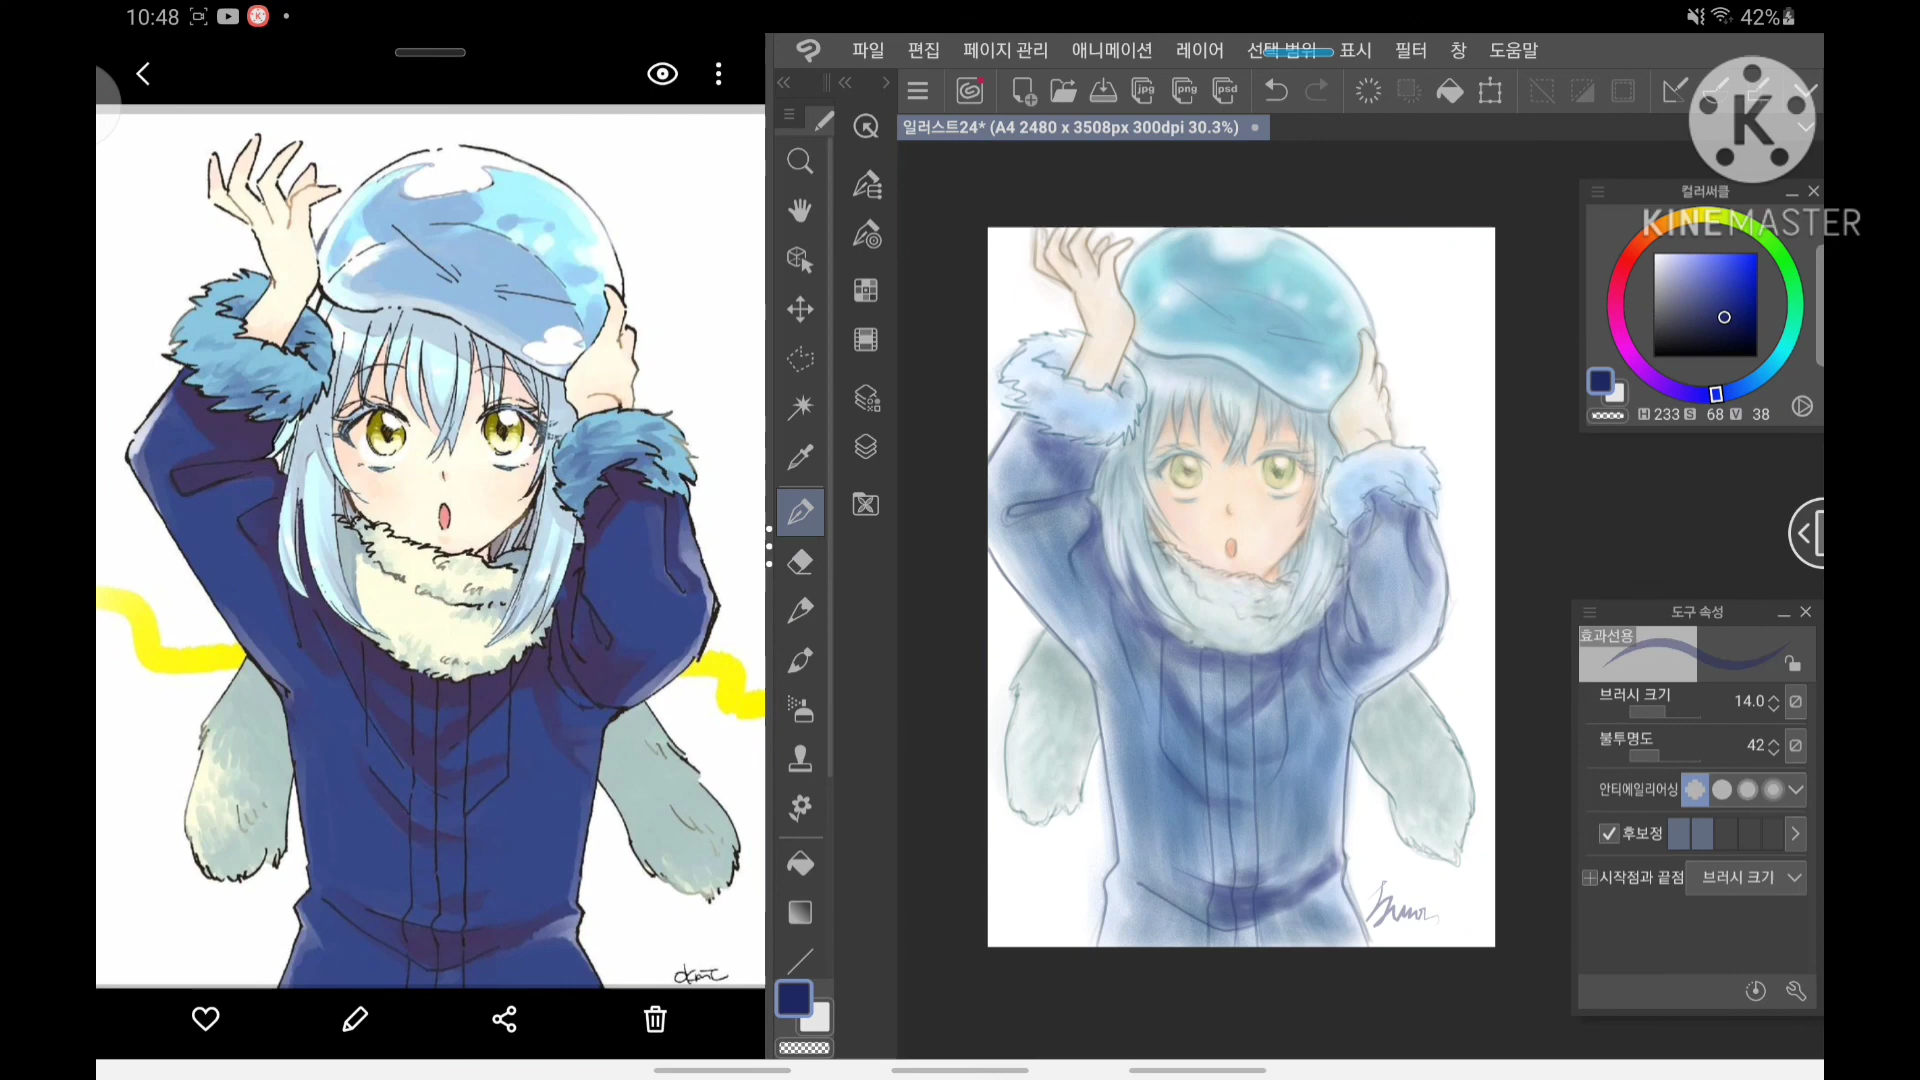 10:48
42%
파일 편집 페이지 관리 애니메이션 레이어 선택 범위 표시 필터 창 도움말
jpg png psd
일러스트24* (A4 2480 x 3508px 300dpi 30.3%)
K
KINEMASTER
컬러써클
H 233 S 68 V 38
도구 속성
효과선용
브러시 크기 14.0
불투명도 42
안티에일리어싱
후보정
시작점과 끝점 브러시 크기